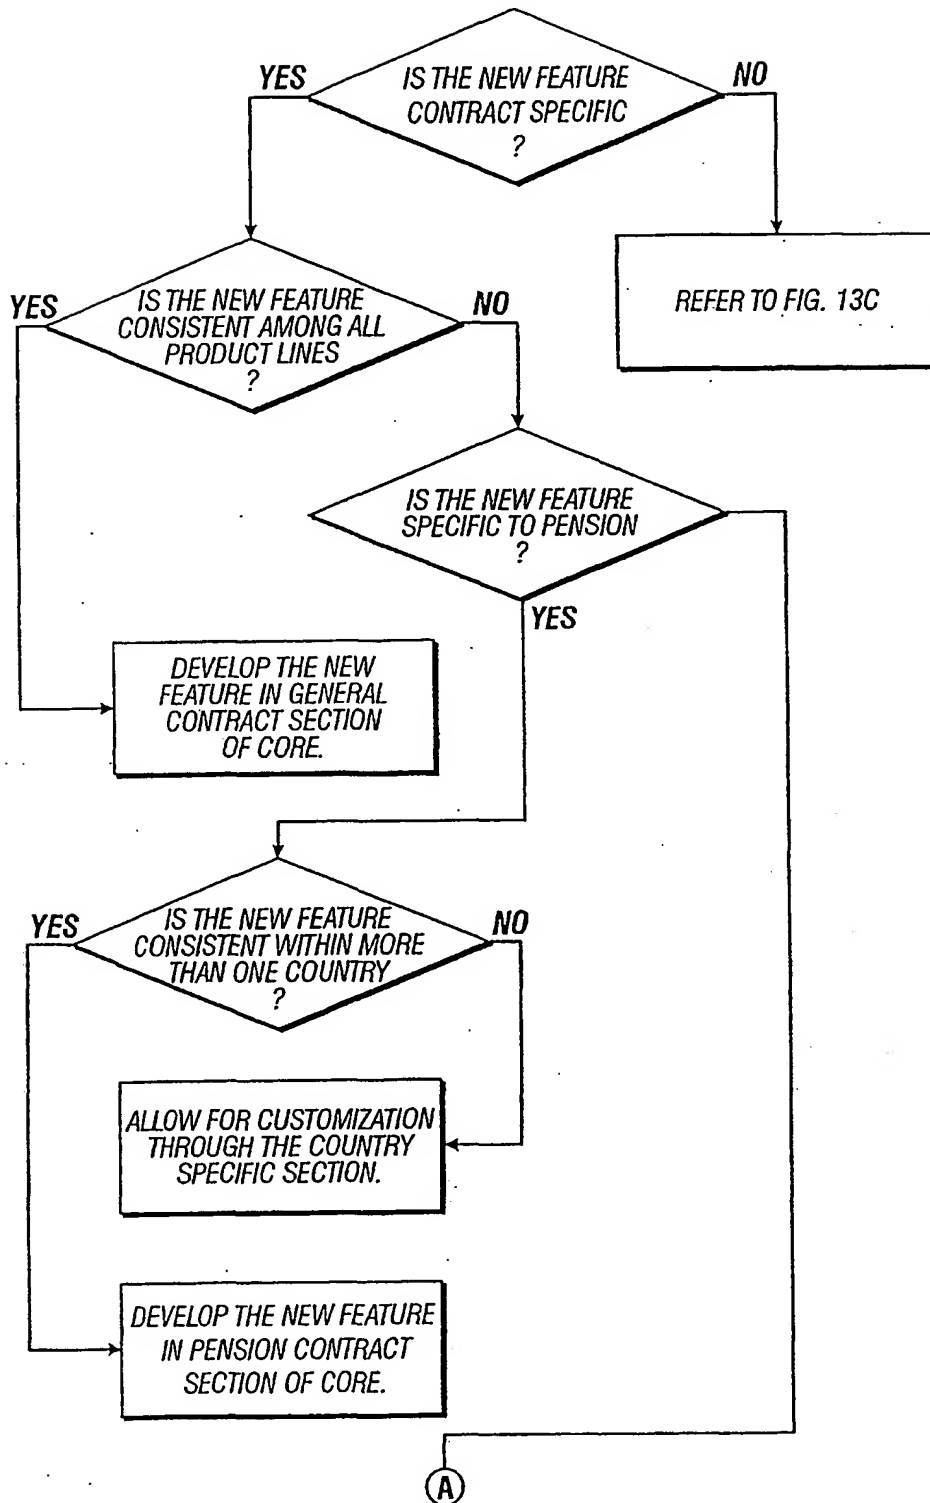 IS THE NEW FEATURE
CONTRACT SPECIFIC
?
YES
NO
IS THE NEW FEATURE
CONSISTENT AMONG ALL
PRODUCT LINES
?
YES
NO
REFER TO FIG. 13C
IS THE NEW FEATURE
SPECIFIC TO PENSION
?
YES
DEVELOP THE NEW
FEATURE IN GENERAL
CONTRACT SECTION
OF CORE.
IS THE NEW FEATURE
CONSISTENT WITHIN MORE
THAN ONE COUNTRY
?
YES
NO
ALLOW FOR CUSTOMIZATION
THROUGH THE COUNTRY
SPECIFIC SECTION.
DEVELOP THE NEW FEATURE
IN PENSION CONTRACT
SECTION OF CORE.
A